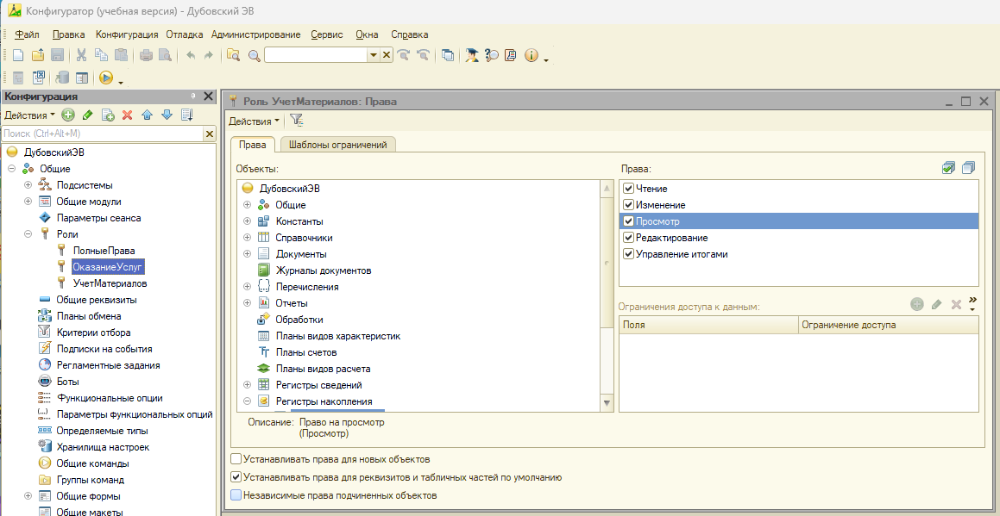 Конфигуратор (учебная версия) - Дубовский ЭВ
Файл Правка Конфигурация Отладка Администрирование Сервис Окна Справка
Конфигурация
Действия
Поиск (Ctrl+Alt+M)
ДубовскийЭВ
Общие
Подсистемы
Общие модули
Параметры сеанса
Роли
ПолныеПрава
ОказаниеУслуг
УчетМатериалов
Общие реквизиты
Планы обмена
Критерии отбора
Подписки на события
Регламентные задания
Боты
Функциональные опции
Параметры функциональных опций
Определяемые типы
Хранилища настроек
Общие команды
Группы команд
Общие формы
Общие макеты
Роль УчетМатериалов: Права
Действия
Права Шаблоны ограничений
Объекты:
ДубовскийЭВ
Общие
Константы
Справочники
Документы
Журналы документов
Перечисления
Отчеты
Обработки
Планы видов характеристик
Планы счетов
Планы видов расчета
Регистры сведений
Регистры накопления
Права:
Чтение
Изменение
Просмотр
Редактирование
Управление итогами
Ограничения доступа к данным:
Поля Ограничение доступа
Описание: Право на просмотр
(Просмотр)
Устанавливать права для новых объектов
Устанавливать права для реквизитов и табличных частей по умолчанию
Независимые права подчиненных объектов